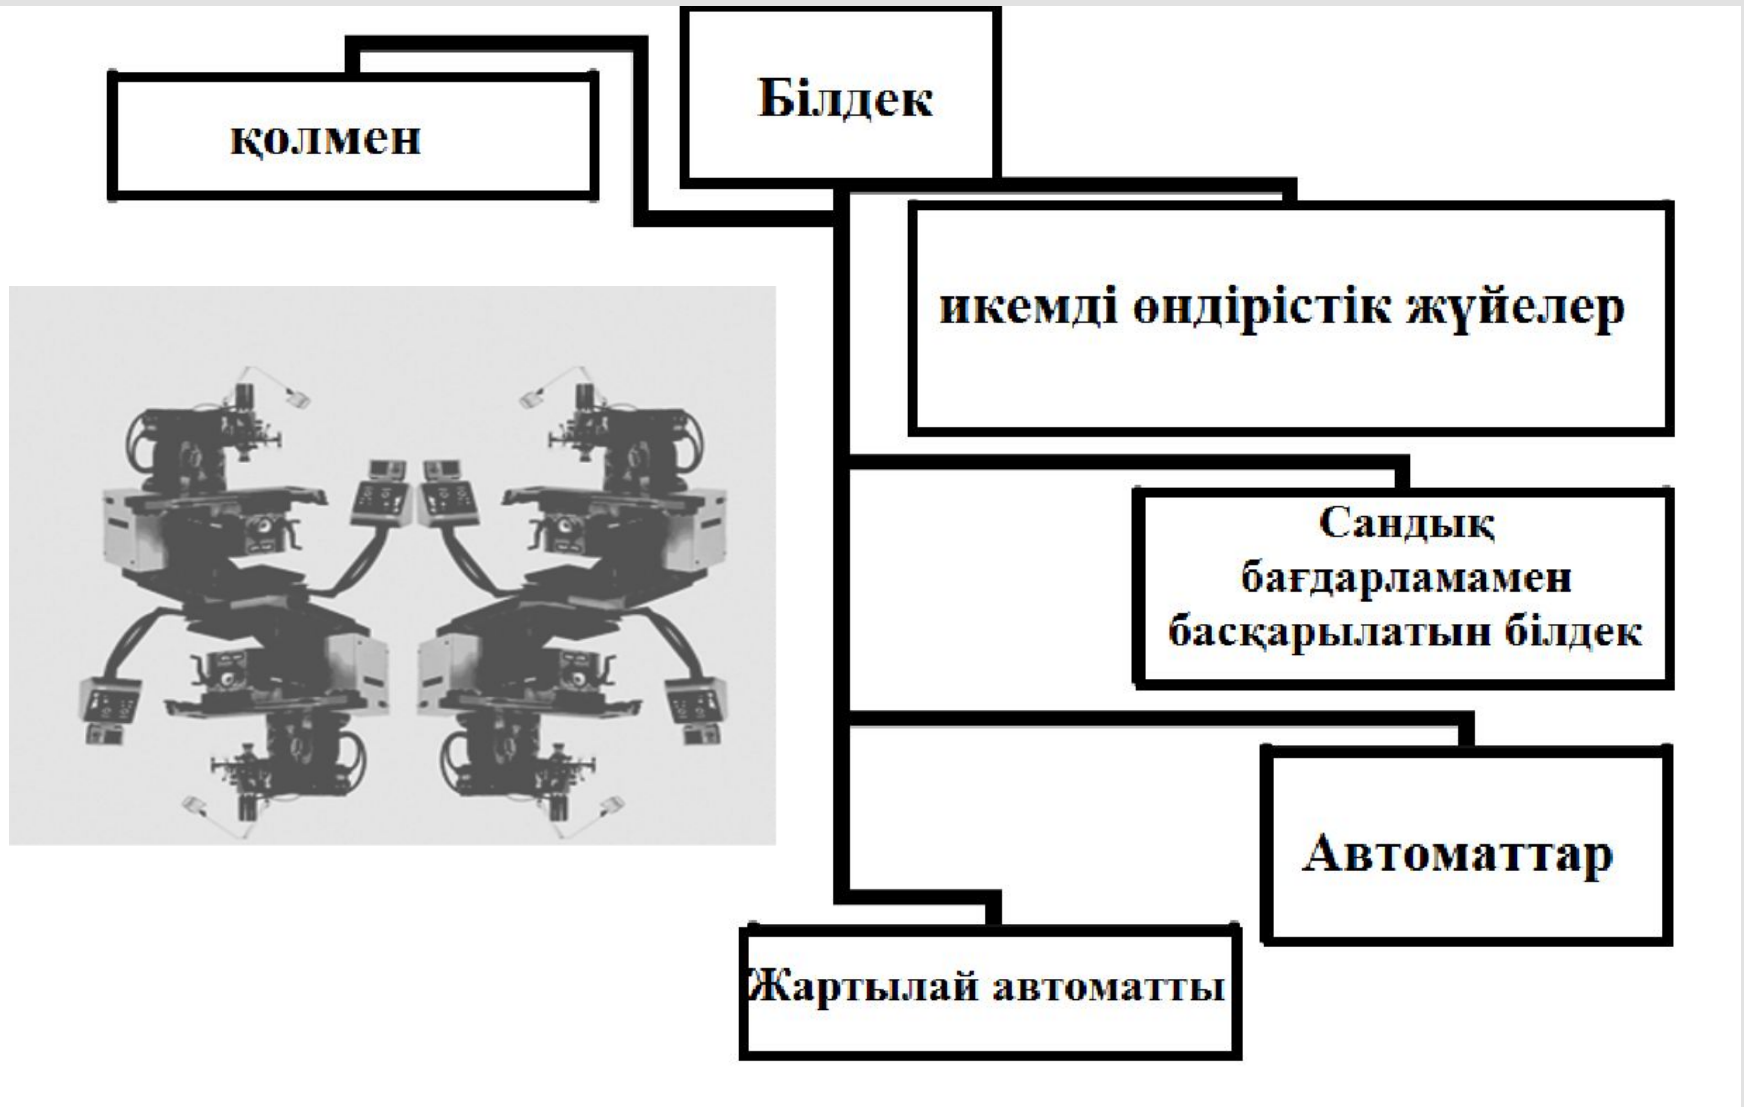 Білдек
қолмен
икемді өндірістік жүйелер
Сандық
бағдарламамен
басқарылатын білдек
Автоматтар
Жартылай автоматты